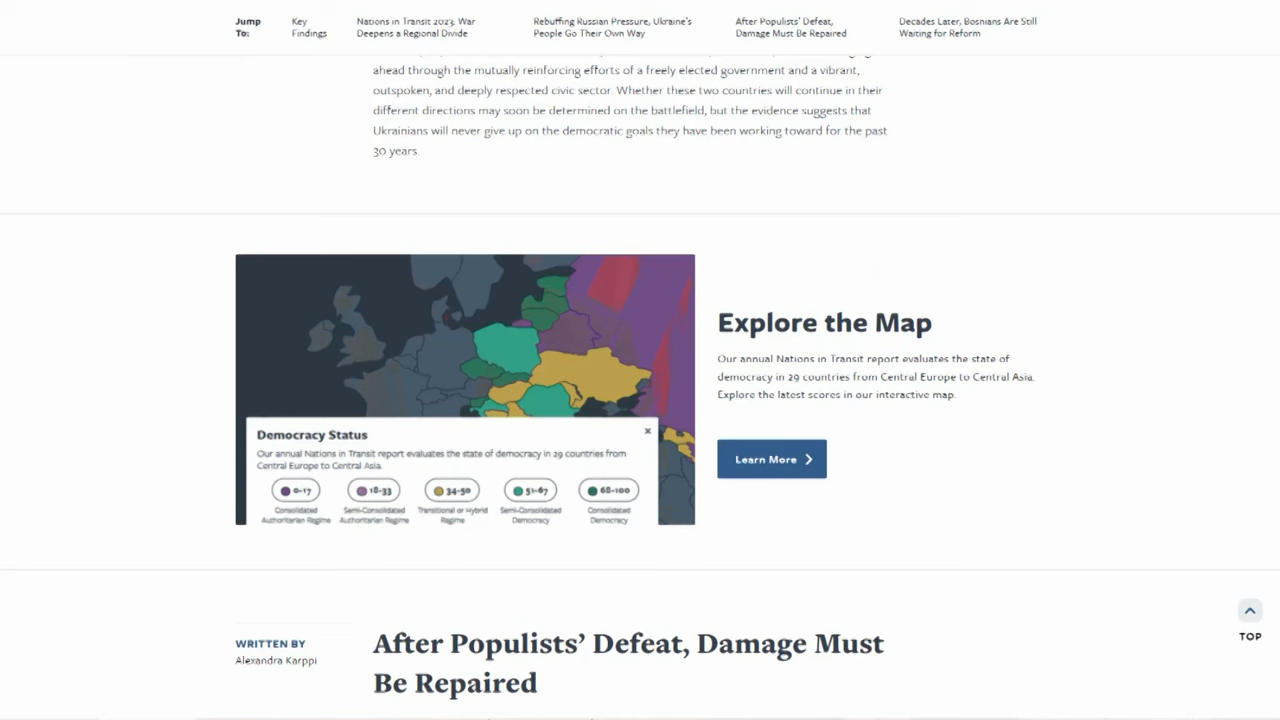 Jump
To:
Key
Findings
Nations in Transit 2023: War
Deepens a Regional Divide
Rebuffing Russian Pressure, Ukraine's
People Go Their Own Way
After Populists' Defeat,
Damage Must Be Repaired
Decades Later, Bosnians Are Still
Waiting for Reform
ahead through the mutually reinforcing efforts of a freely elected government and a vibrant,
outspoken, and deeply respected civic sector. Whether these two countries will continue in their
different directions may soon be determined on the battlefield, but the evidence suggests that
Ukrainians will never give up on the democratic goals they have been working toward for the past
30 years.
Democracy Status
×
Our annual Nations in Transit report evaluates the state of democracy in 29 countries from
Central Europe to Central Asia.
0-17
18-33
34-50
51-67
68-100
Consolidated
Authoritarian Regime
Semi-Consolidated
Authoritarian Regime
Transitional or Hybrid
Regime
Semi-Consolidated
Democracy
Consolidated
Democracy
Explore the Map
Our annual Nations in Transit report evaluates the state of
democracy in 29 countries from Central Europe to Central Asia.
Explore the latest scores in our interactive map.
Learn More
TOP
WRITTEN BY
Alexandra Karppi
After Populists' Defeat, Damage Must
Be Repaired